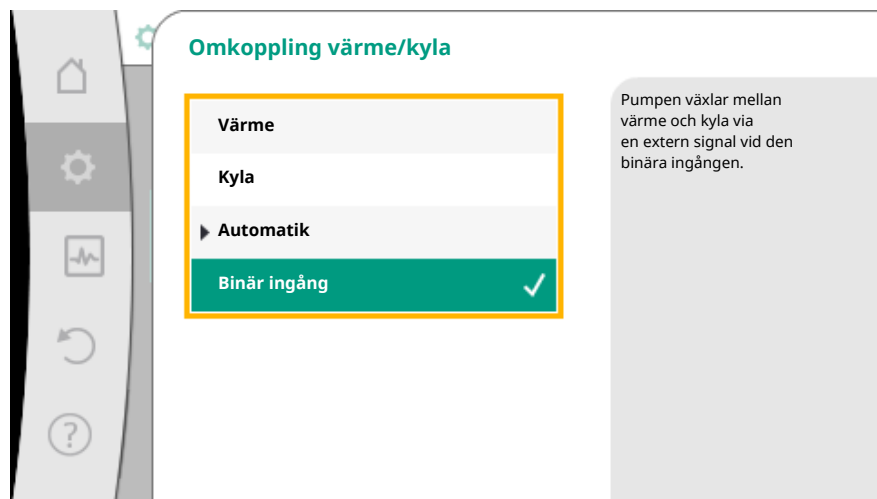 Omkoppling värme/kyla
Värme
Kyla
Automatik
Binär ingång
Pumpen växlar mellan
värme och kyla via
en extern signal vid den
binära ingången.
?